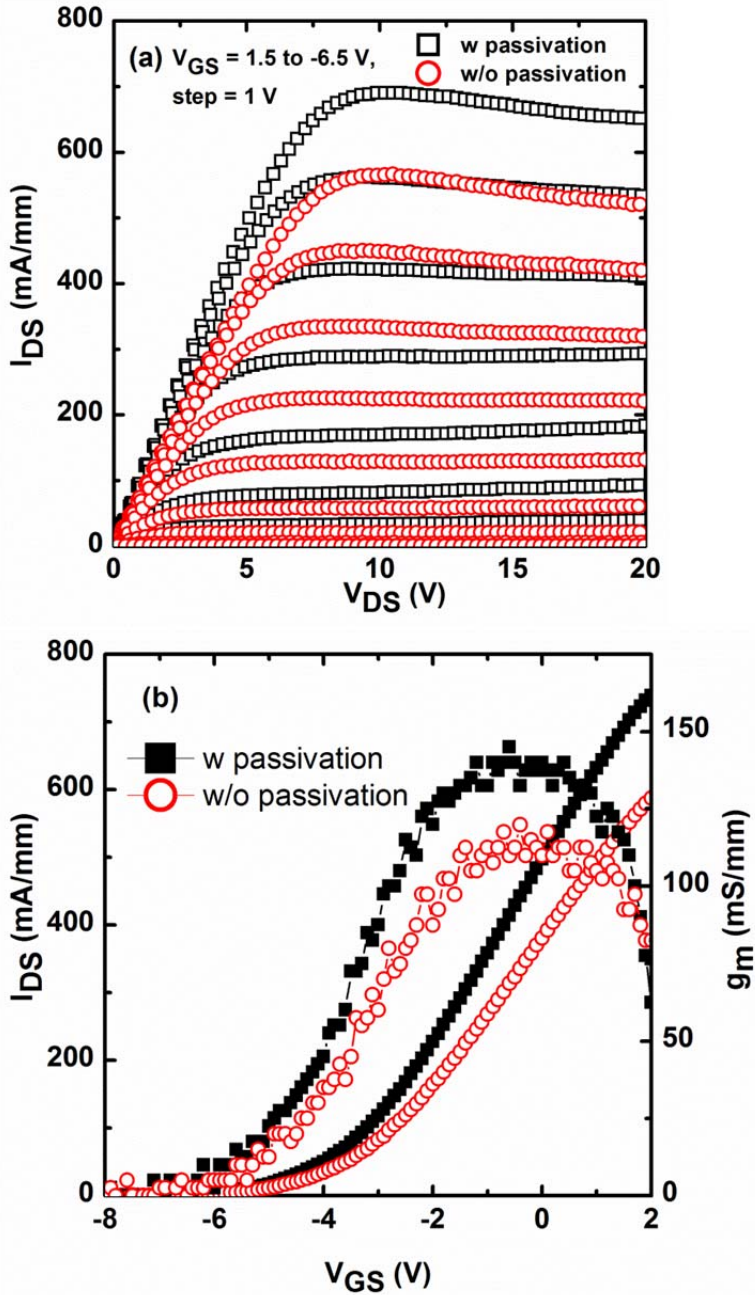 800
600
400
200
0
I_DS (mA/mm)
(a) V_GS = 1.5 to -6.5 V,
step = 1 V
w passivation
w/o passivation
0 5 10 15 20
V_DS (V)
800
600
400
200
0
I_DS (mA/mm)
(b)
w passivation
w/o passivation
150
100
50
0
g_m (mS/mm)
-8 -6 -4 -2 0 2
V_GS (V)